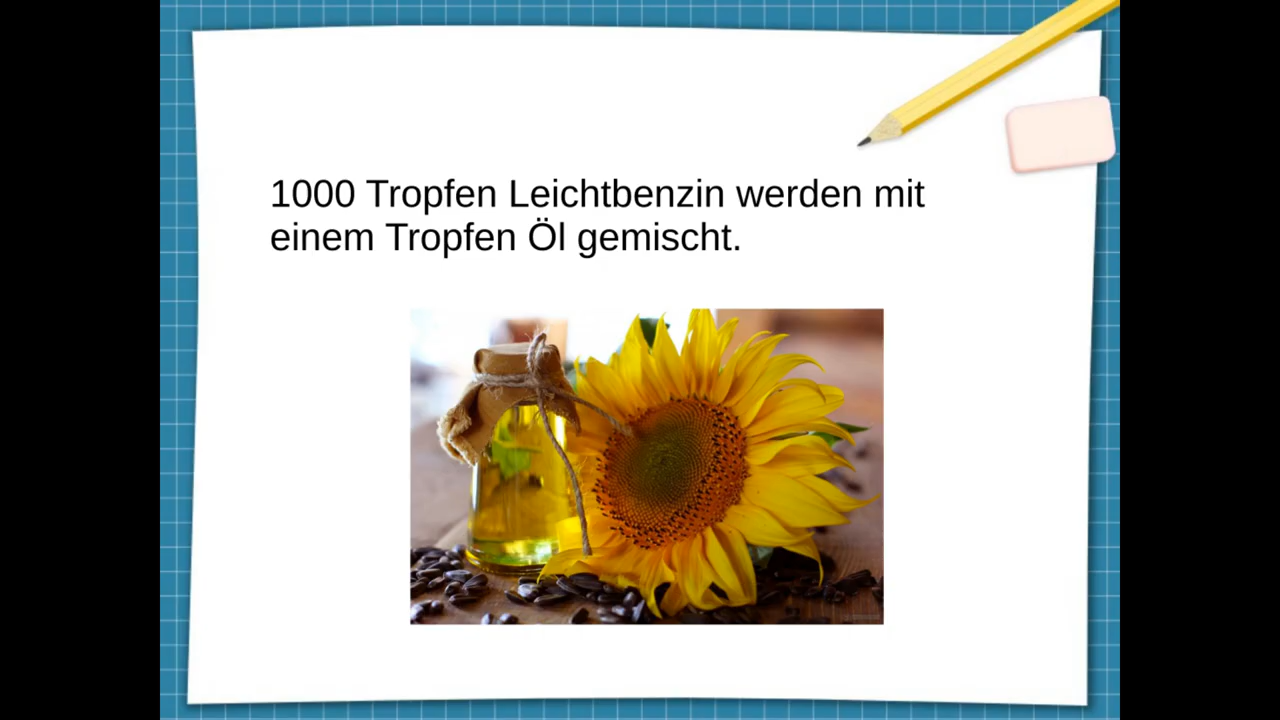 1000 Tropfen Leichtbenzin werden mit
einem Tropfen Öl gemischt.